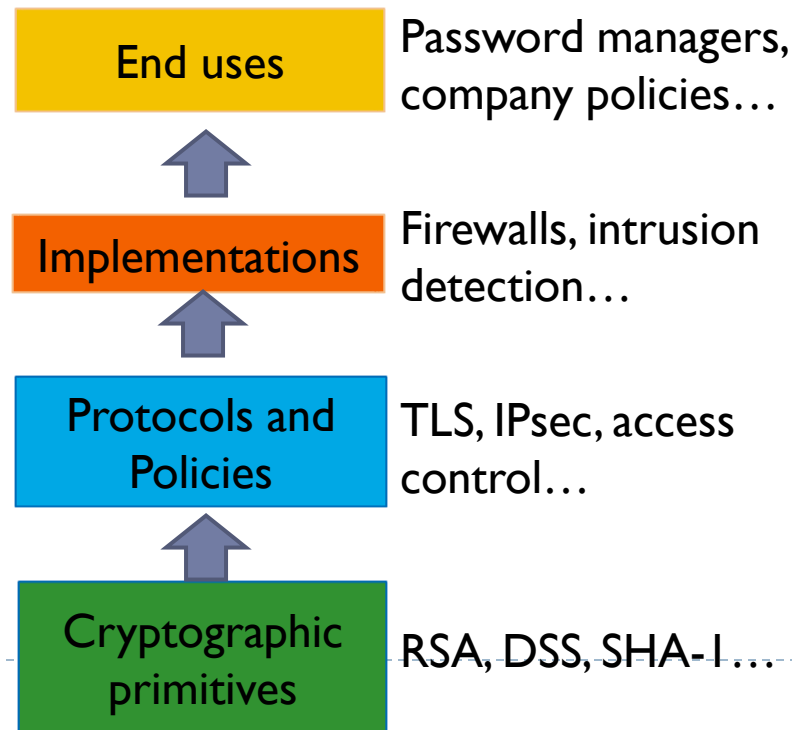 End uses
Password managers,
company policies…
Implementations
Firewalls, intrusion
detection…
Protocols and
Policies
TLS, IPsec, access
control…
Cryptographic
primitives
RSA, DSS, SHA-1…